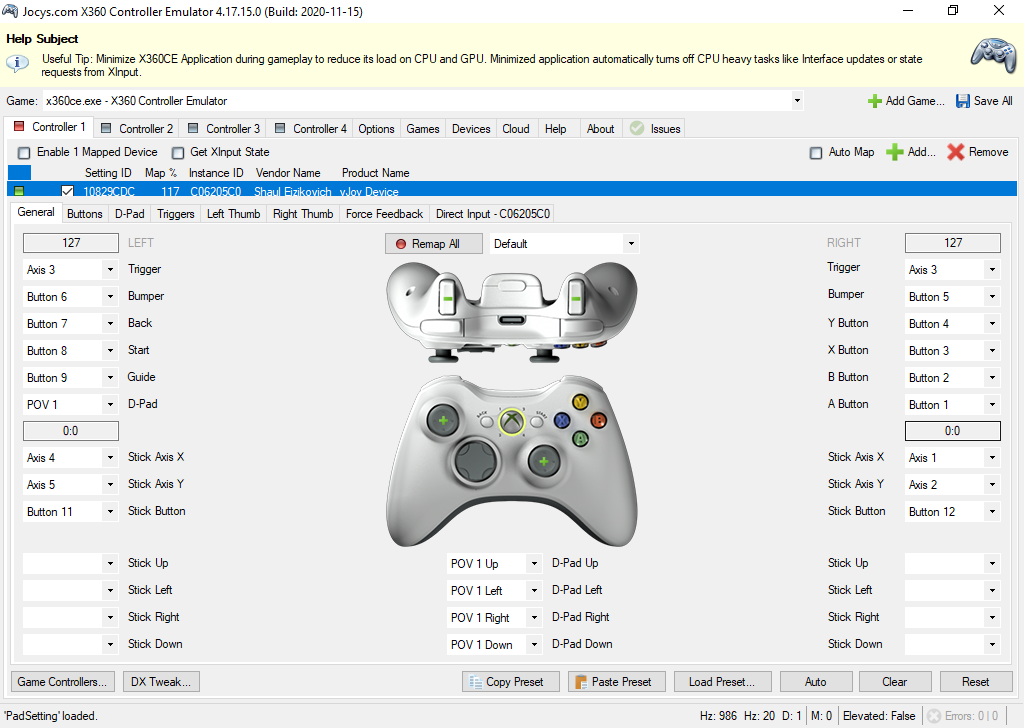 Jocys.com X360 Controller Emulator 4.17.15.0 (Build: 2020-11-15)
Help Subject
Useful Tip: Minimize X360CE Application during gameplay to reduce its load on CPU and GPU. Minimized application automatically turns off CPU heavy tasks like Interface updates or state
requests from XInput.
Game: x360ce.exe - X360 Controller Emulator Add Game... Save All
Controller 1 Controller 2 Controller 3 Controller 4 Options Games Devices Cloud Help About Issues
Enable 1 Mapped Device Get XInput State Auto Map Add... Remove
Setting ID Map % Instance ID Vendor Name Product Name
10829CDC 117 C06205C0 Shaul Eizikovich vJoy Device
General Buttons D-Pad Triggers Left Thumb Right Thumb Force Feedback Direct Input - C06205C0
127 LEFT Remap All Default RIGHT 127
Axis 3 Trigger Trigger Axis 3
Button 6 Bumper Bumper Button 5
Button 7 Back Y Button Button 4
Button 8 Start X Button Button 3
Button 9 Guide B Button Button 2
POV 1 D-Pad A Button Button 1
BACK START
Y
X B
A
0:0 0:0
Axis 4 Stick Axis X Stick Axis X Axis 1
Axis 5 Stick Axis Y Stick Axis Y Axis 2
Button 11 Stick Button Stick Button Button 12
Stick Up POV 1 Up D-Pad Up Stick Up
Stick Left POV 1 Left D-Pad Left Stick Left
Stick Right POV 1 Right D-Pad Right Stick Right
Stick Down POV 1 Down D-Pad Down Stick Down
Game Controllers... DX Tweak... Copy Preset Paste Preset Load Preset... Auto Clear Reset
'PadSetting' loaded. Hz: 986 Hz: 20 D: 1 M: 0 Elevated: False Errors: 0 | 0